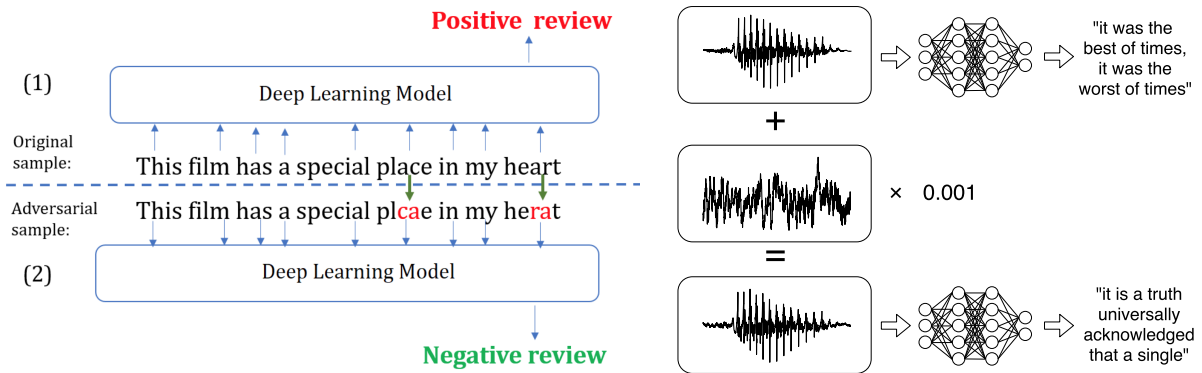 Positive review
(1)
Deep Learning Model
Original
sample:
This film has a special place in my heart
Adversarial
sample:
This film has a special plcae in my herat
(2)
Deep Learning Model
Negative review
"it was the
best of times,
it was the
worst of times"
+
× 0.001
=
"it is a truth
universally
acknowledged
that a single"